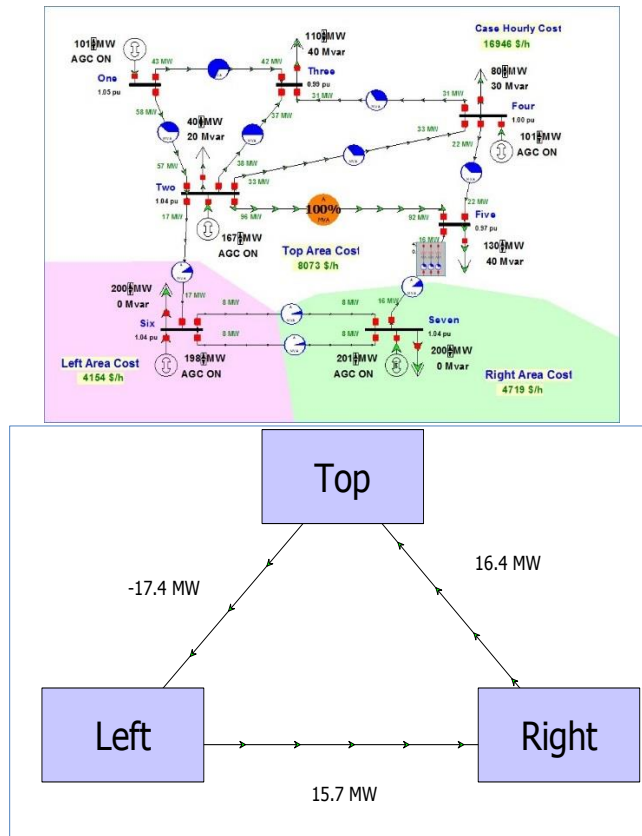 110 MW
40 Mvar
Case Hourly Cost
16946 $/h
101 MW
AGC ON
43 MW
42 MW
One
1.05 pu
Three
0.99 pu
80 MW
30 Mvar
31 MW
31 MW
Four
1.00 pu
101 MW
AGC ON
58 MW
37 MW
40 MW
20 Mvar
33 MW
22 MW
57 MW
38 MW
33 MW
Two
1.04 pu
17 MW
96 MW
A
100%
MVA
92 MW
22 MW
Five
0.97 pu
167 MW
AGC ON
Top Area Cost
8073 $/h
16 MW
130 MW
40 Mvar
200 MW
0 Mvar
17 MW
8 MW
8 MW
16 MW
Six
1.04 pu
Seven
1.04 pu
8 MW
8 MW
Left Area Cost
4154 $/h
198 MW
AGC ON
201 MW
AGC ON
200 MW
0 Mvar
Right Area Cost
4719 $/h
Top
-17.4 MW
16.4 MW
Left
Right
15.7 MW